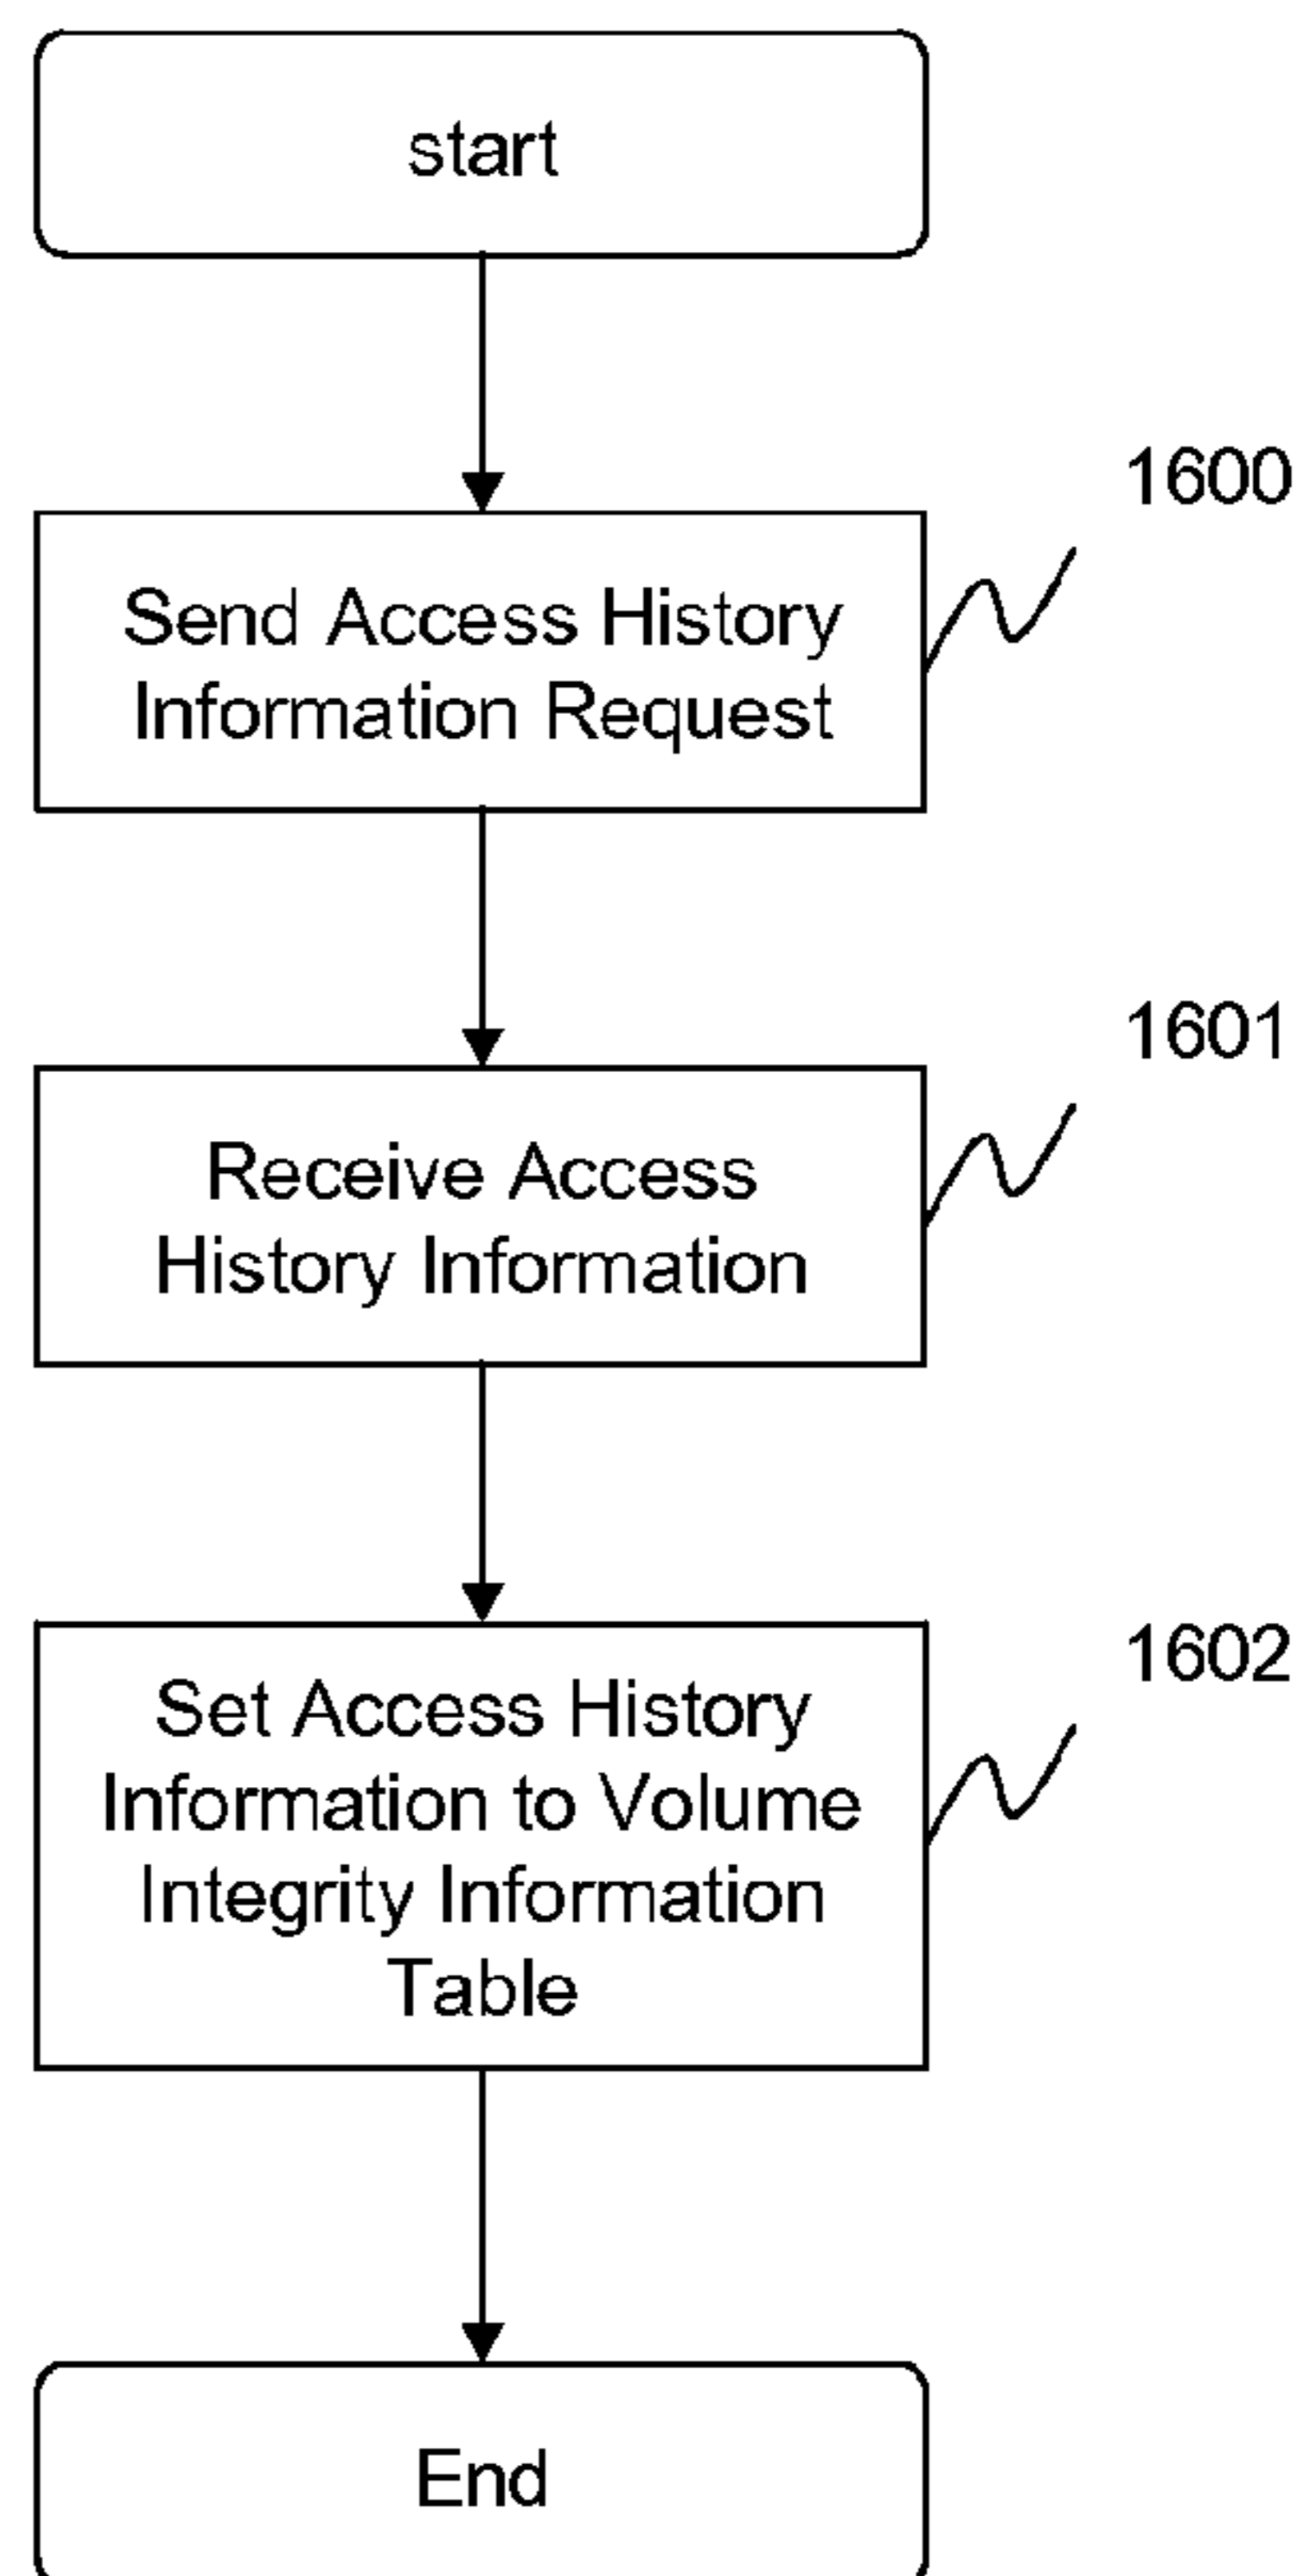 start
1600
Send Access History
Information Request
1601
Receive Access
History Information
1602
Set Access History
Information to Volume
Integrity Information
Table
End